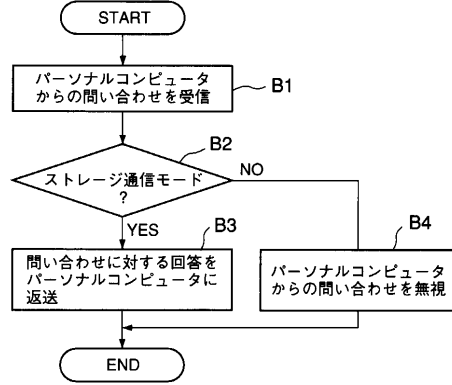 START
パーソナルコンピュータ
からの問い合わせを受信
B1
B2
ストレージ通信モード
?
NO
YES
B3
B4
問い合わせに対する回答を
パーソナルコンピュータに
返送
パーソナルコンピュータ
からの問い合わせを無視
END